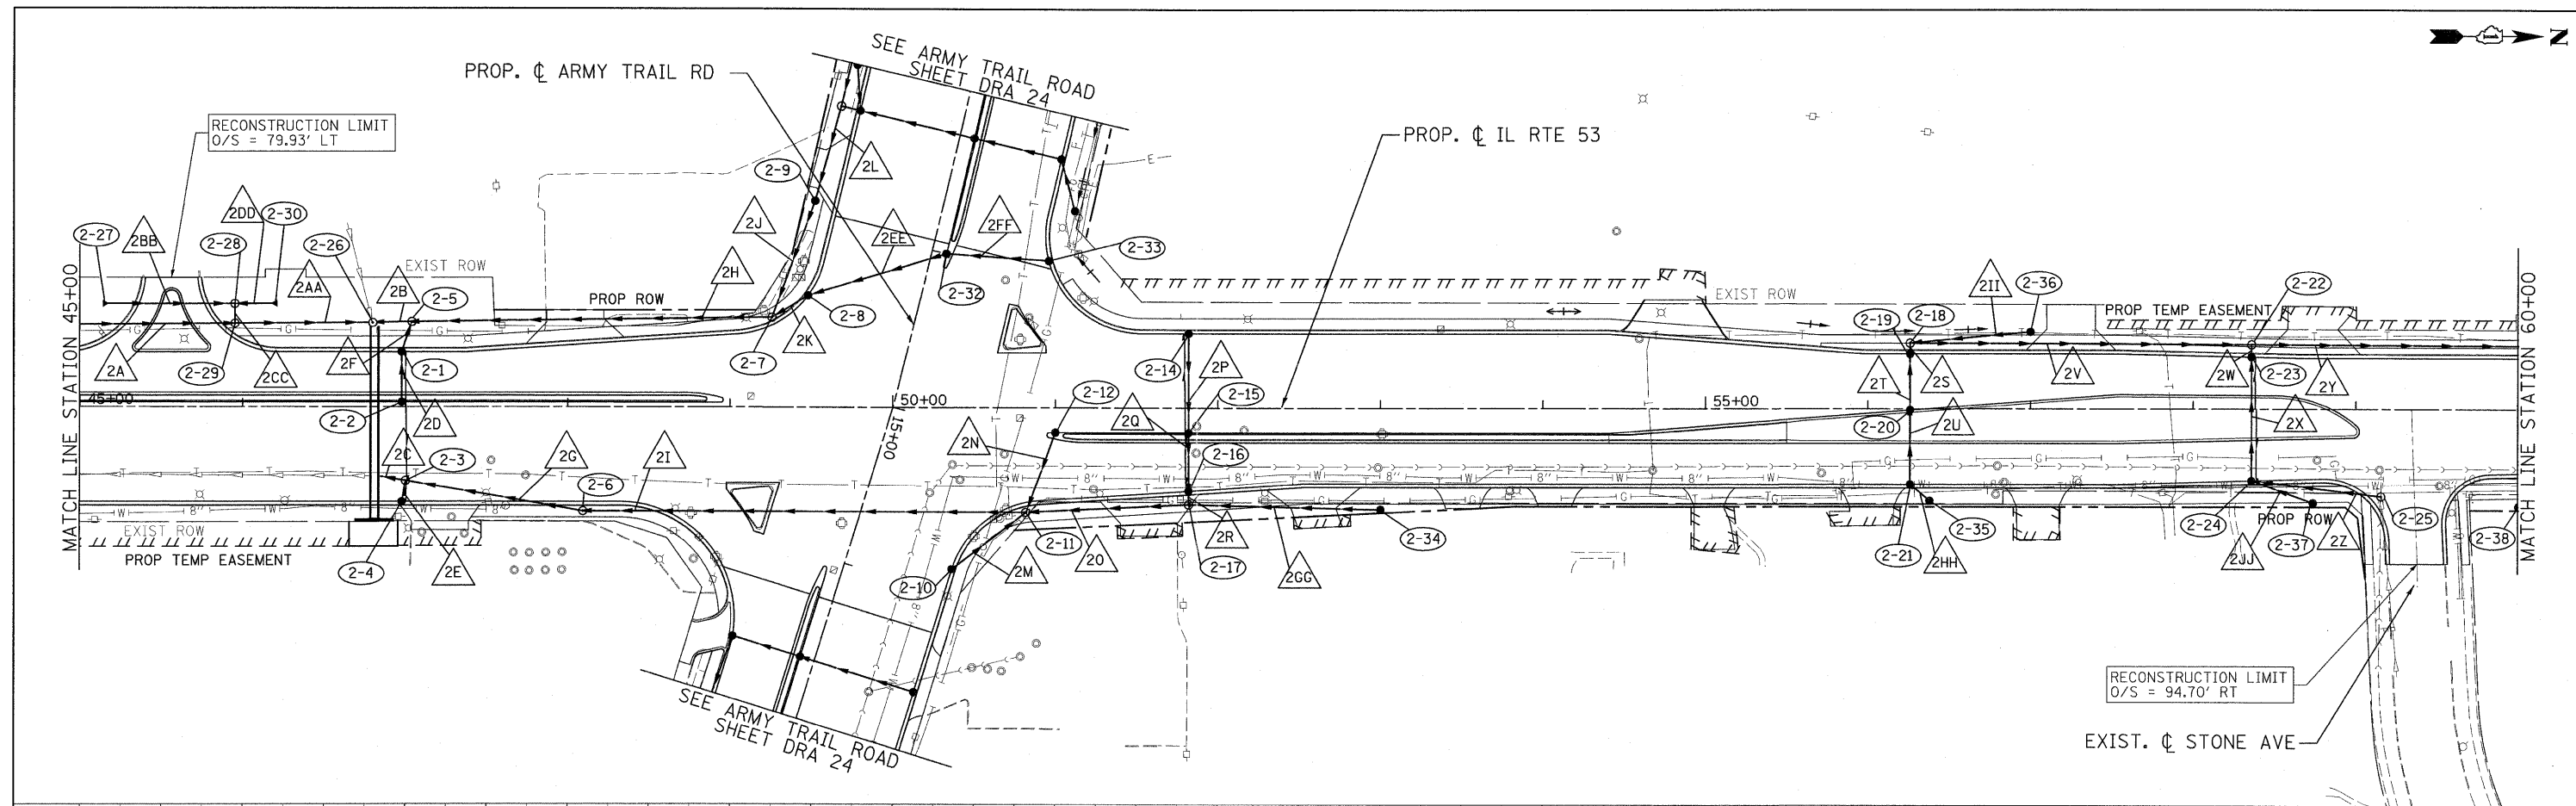 SEE ARMY TRAIL ROAD
SHEET DRA 24
N
PROP. ℄ ARMY TRAIL RD
RECONSTRUCTION LIMIT
O/S = 79.93' LT
PROP. ℄ IL RTE 53
2-9
2L
E
F
2-27
2BB
2-28
2DD
2-30
2-26
2J
2EE
2FF
2-33
EXIST ROW
2AA
2B
2-5
2H
PROP ROW
2-32
2-8
2K
2-7
EXIST ROW
2II
2-36
2-22
PROP TEMP EASEMENT
MATCH LINE STATION 45+00
2A
2-29
2CC
2F
2-1
2-14
2P
2-19
2-18
2T
2S
2V
2W
2-23
2Y
MATCH LINE STATION 60+00
45+00
2-2
2D
50+00
2-12
2-15
2Q
55+00
2-20
2U
2X
15+00
2C
2-3
2G
2I
2N
2-16
2-6
EXIST ROW
PROP TEMP EASEMENT
2-4
2E
2-10
2M
2-11
2O
2R
2-17
2GG
2-34
2-21
2HH
2-35
2-24
PROP ROW
2JJ
2-37
2Z
2-25
2-38
8"
W
T
G
SEE ARMY TRAIL ROAD
SHEET DRA 24
RECONSTRUCTION LIMIT
O/S = 94.70' RT
EXIST. ℄ STONE AVE